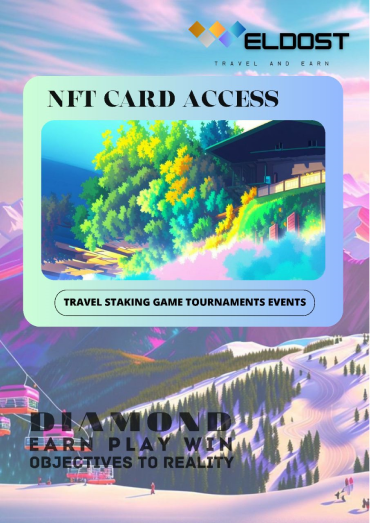 ELDOST
TRAVEL AND EARN
NFT CARD ACCESS
TRAVEL STAKING GAME TOURNAMENTS EVENTS
DIAMOND
EARN PLAY WIN
OBJECTIVES TO REALITY